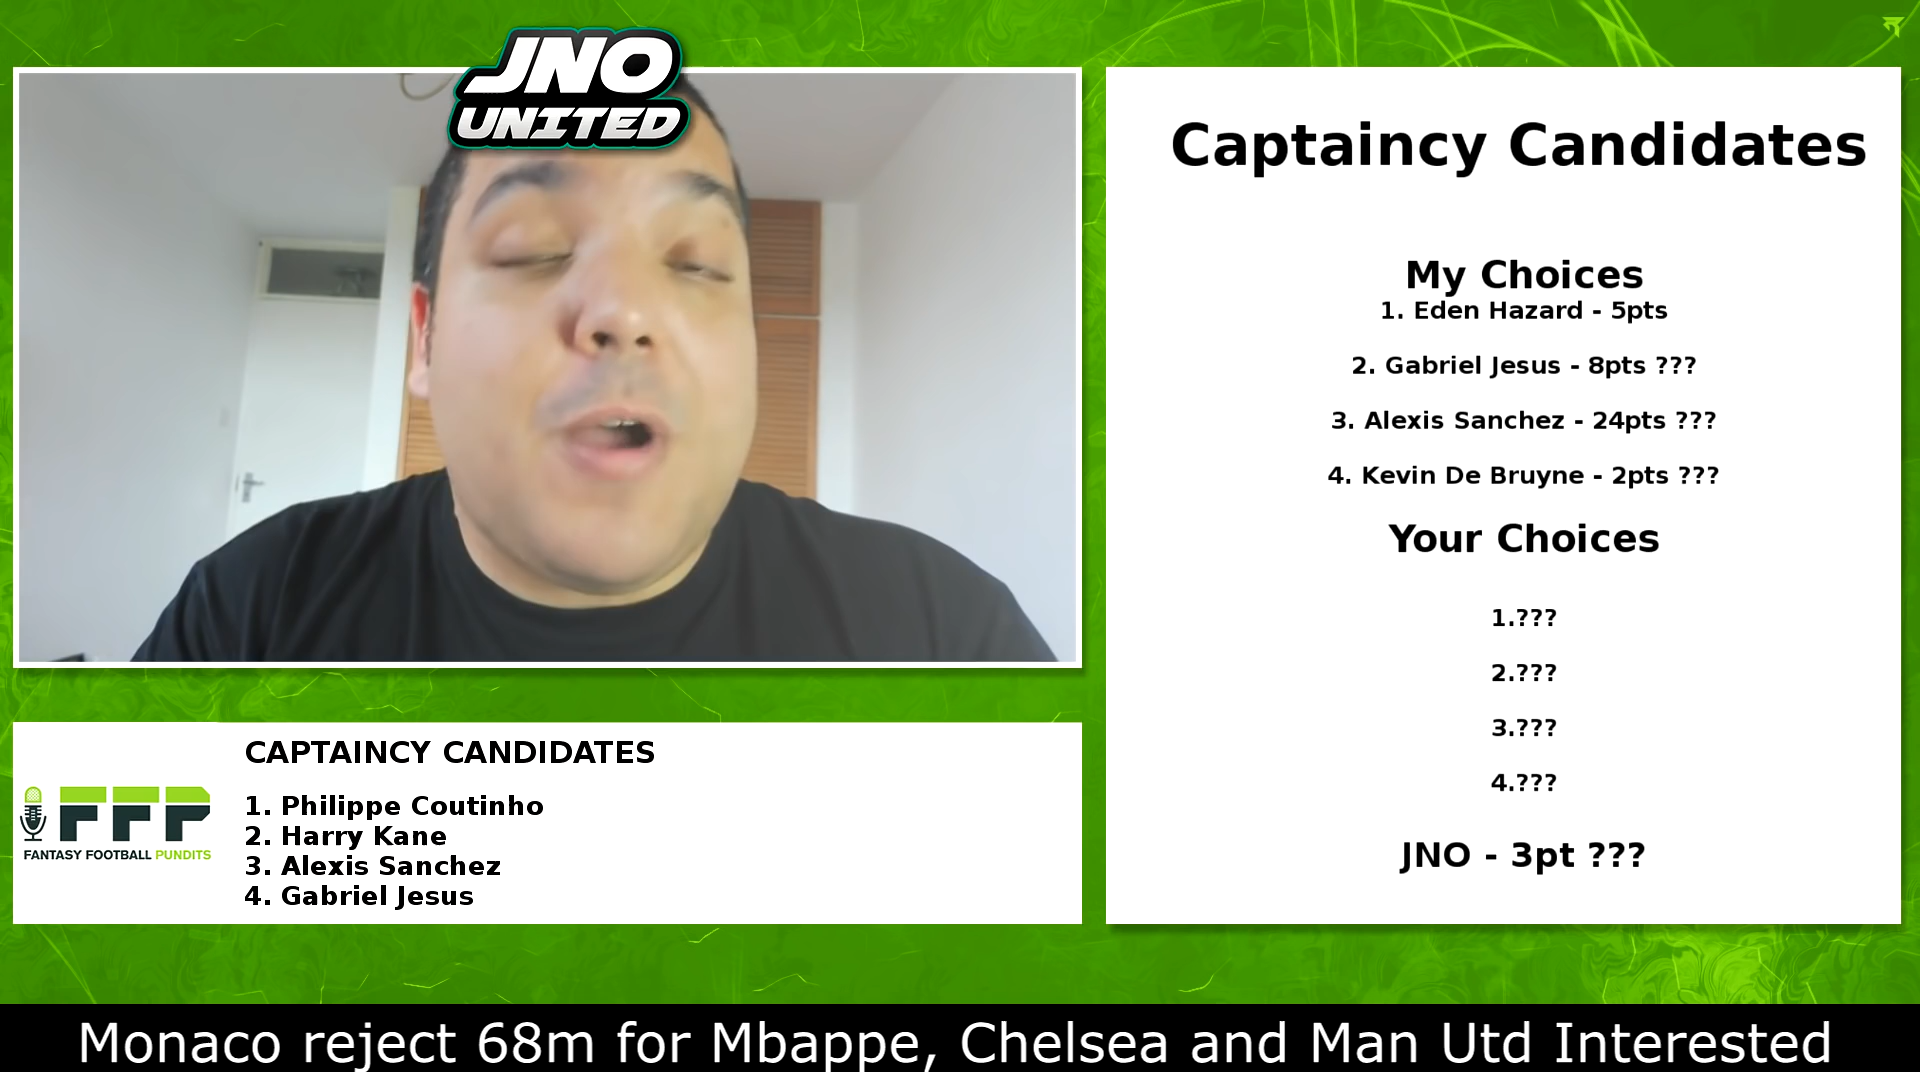 JNO
UNITED
Captaincy Candidates
My Choices
1. Eden Hazard - 5pts
2. Gabriel Jesus - 8pts ???
3. Alexis Sanchez - 24pts ???
4. Kevin De Bruyne - 2pts ???
Your Choices
1.???
2.???
3.???
4.???
JNO - 3pt ???
CAPTAINCY CANDIDATES
1. Philippe Coutinho
2. Harry Kane
3. Alexis Sanchez
4. Gabriel Jesus
FFP
FANTASY FOOTBALL PUNDITS
Monaco reject 68m for Mbappe, Chelsea and Man Utd Interested